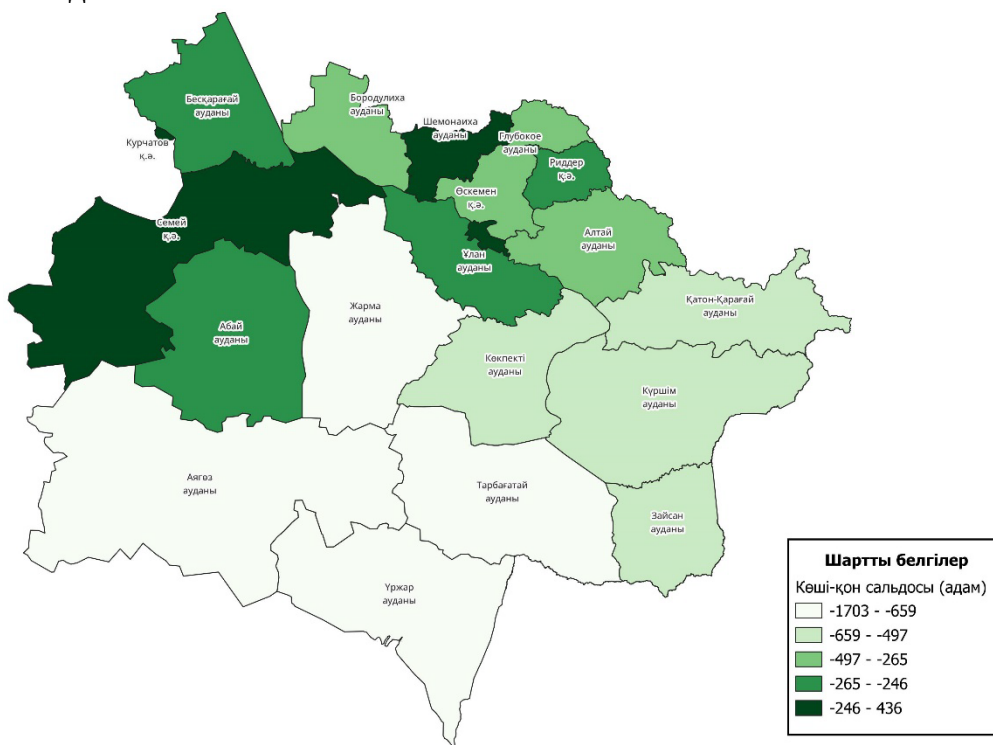 Бесқарағай
ауданы
Бородулиха
ауданы
Шемонаиха
ауданы
Глубокое
ауданы
Курчатов
қ.ә.
Риддер
қ.ә.
Өскемен
қ.ә.
Семей
қ.ә.
Алтай
ауданы
Ұлан
ауданы
Қатон-Қарағай
ауданы
Жарма
ауданы
Абай
ауданы
Көкпекті
ауданы
Күршім
ауданы
Аягөз
ауданы
Тарбағатай
ауданы
Зайсан
ауданы
Үржар
ауданы
Шартты белгілер
Көші-қон сальдосы (адам)
-1703 - -659
-659 - -497
-497 - -265
-265 - -246
-246 - 436